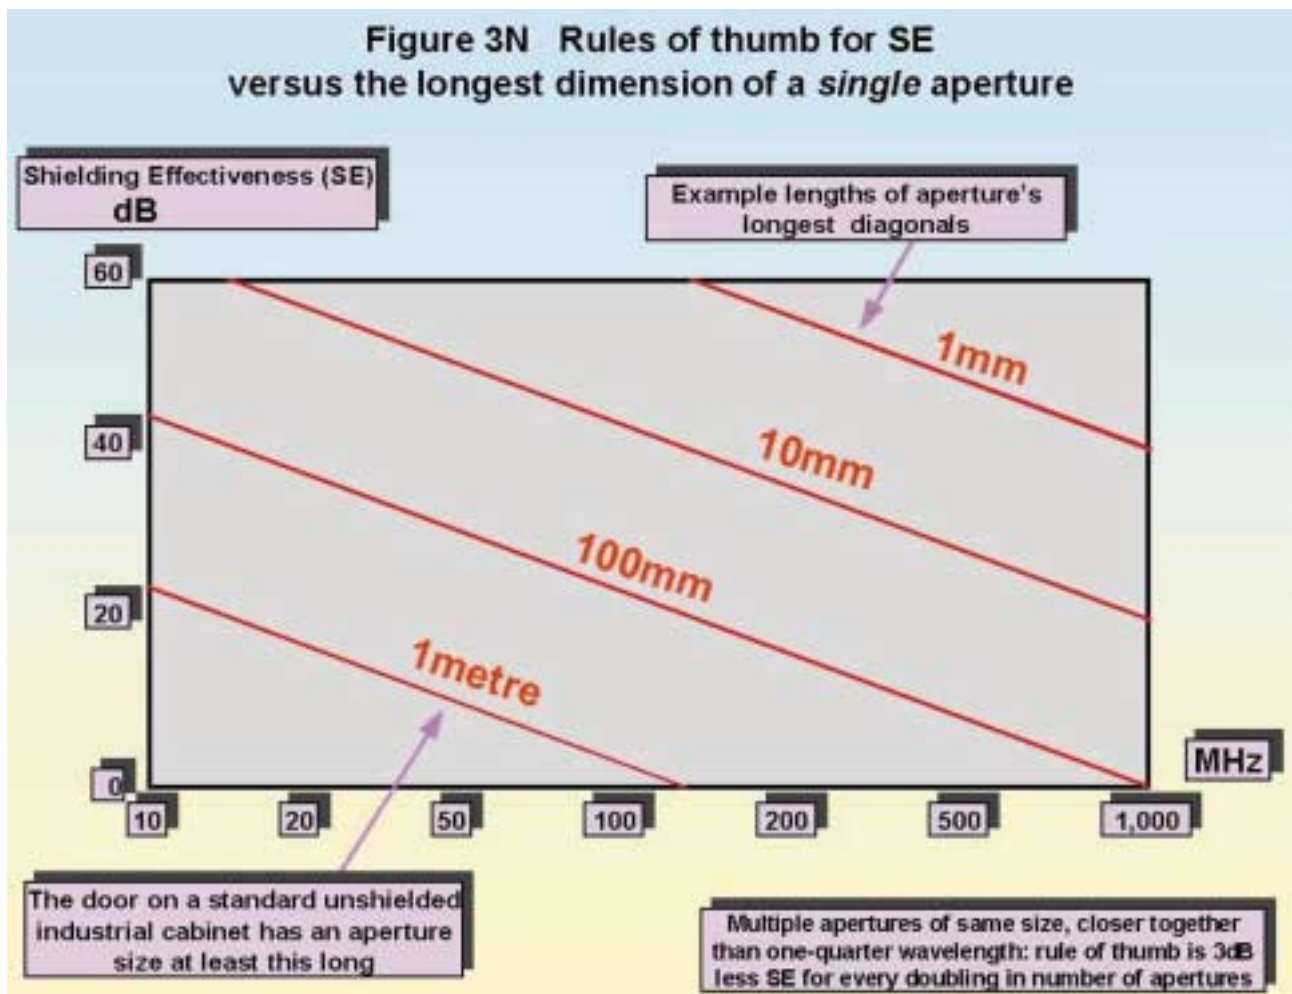 Figure 3N Rules of thumb for SE
versus the longest dimension of a single aperture
Shielding Effectiveness (SE)
dB
Example lengths of aperture's
longest diagonals
60
40
20
0
1mm
10mm
100mm
1metre
MHz
10
20
50
100
200
500
1,000
The door on a standard unshielded
industrial cabinet has an aperture
size at least this long
Multiple apertures of same size, closer together
than one-quarter wavelength: rule of thumb is 3dB
less SE for every doubling in number of apertures